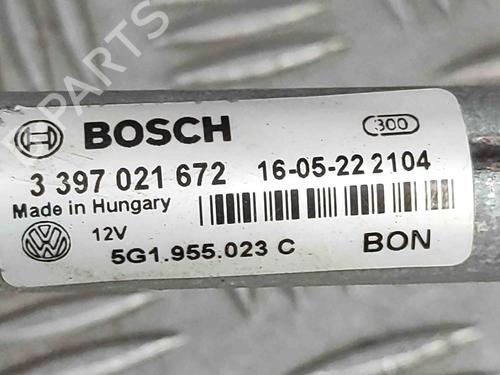 B PARTS
BOSCH 300
3 397 021 672 16-05-22 2104
Made in Hungary
12V
5G1.955.023 C BON